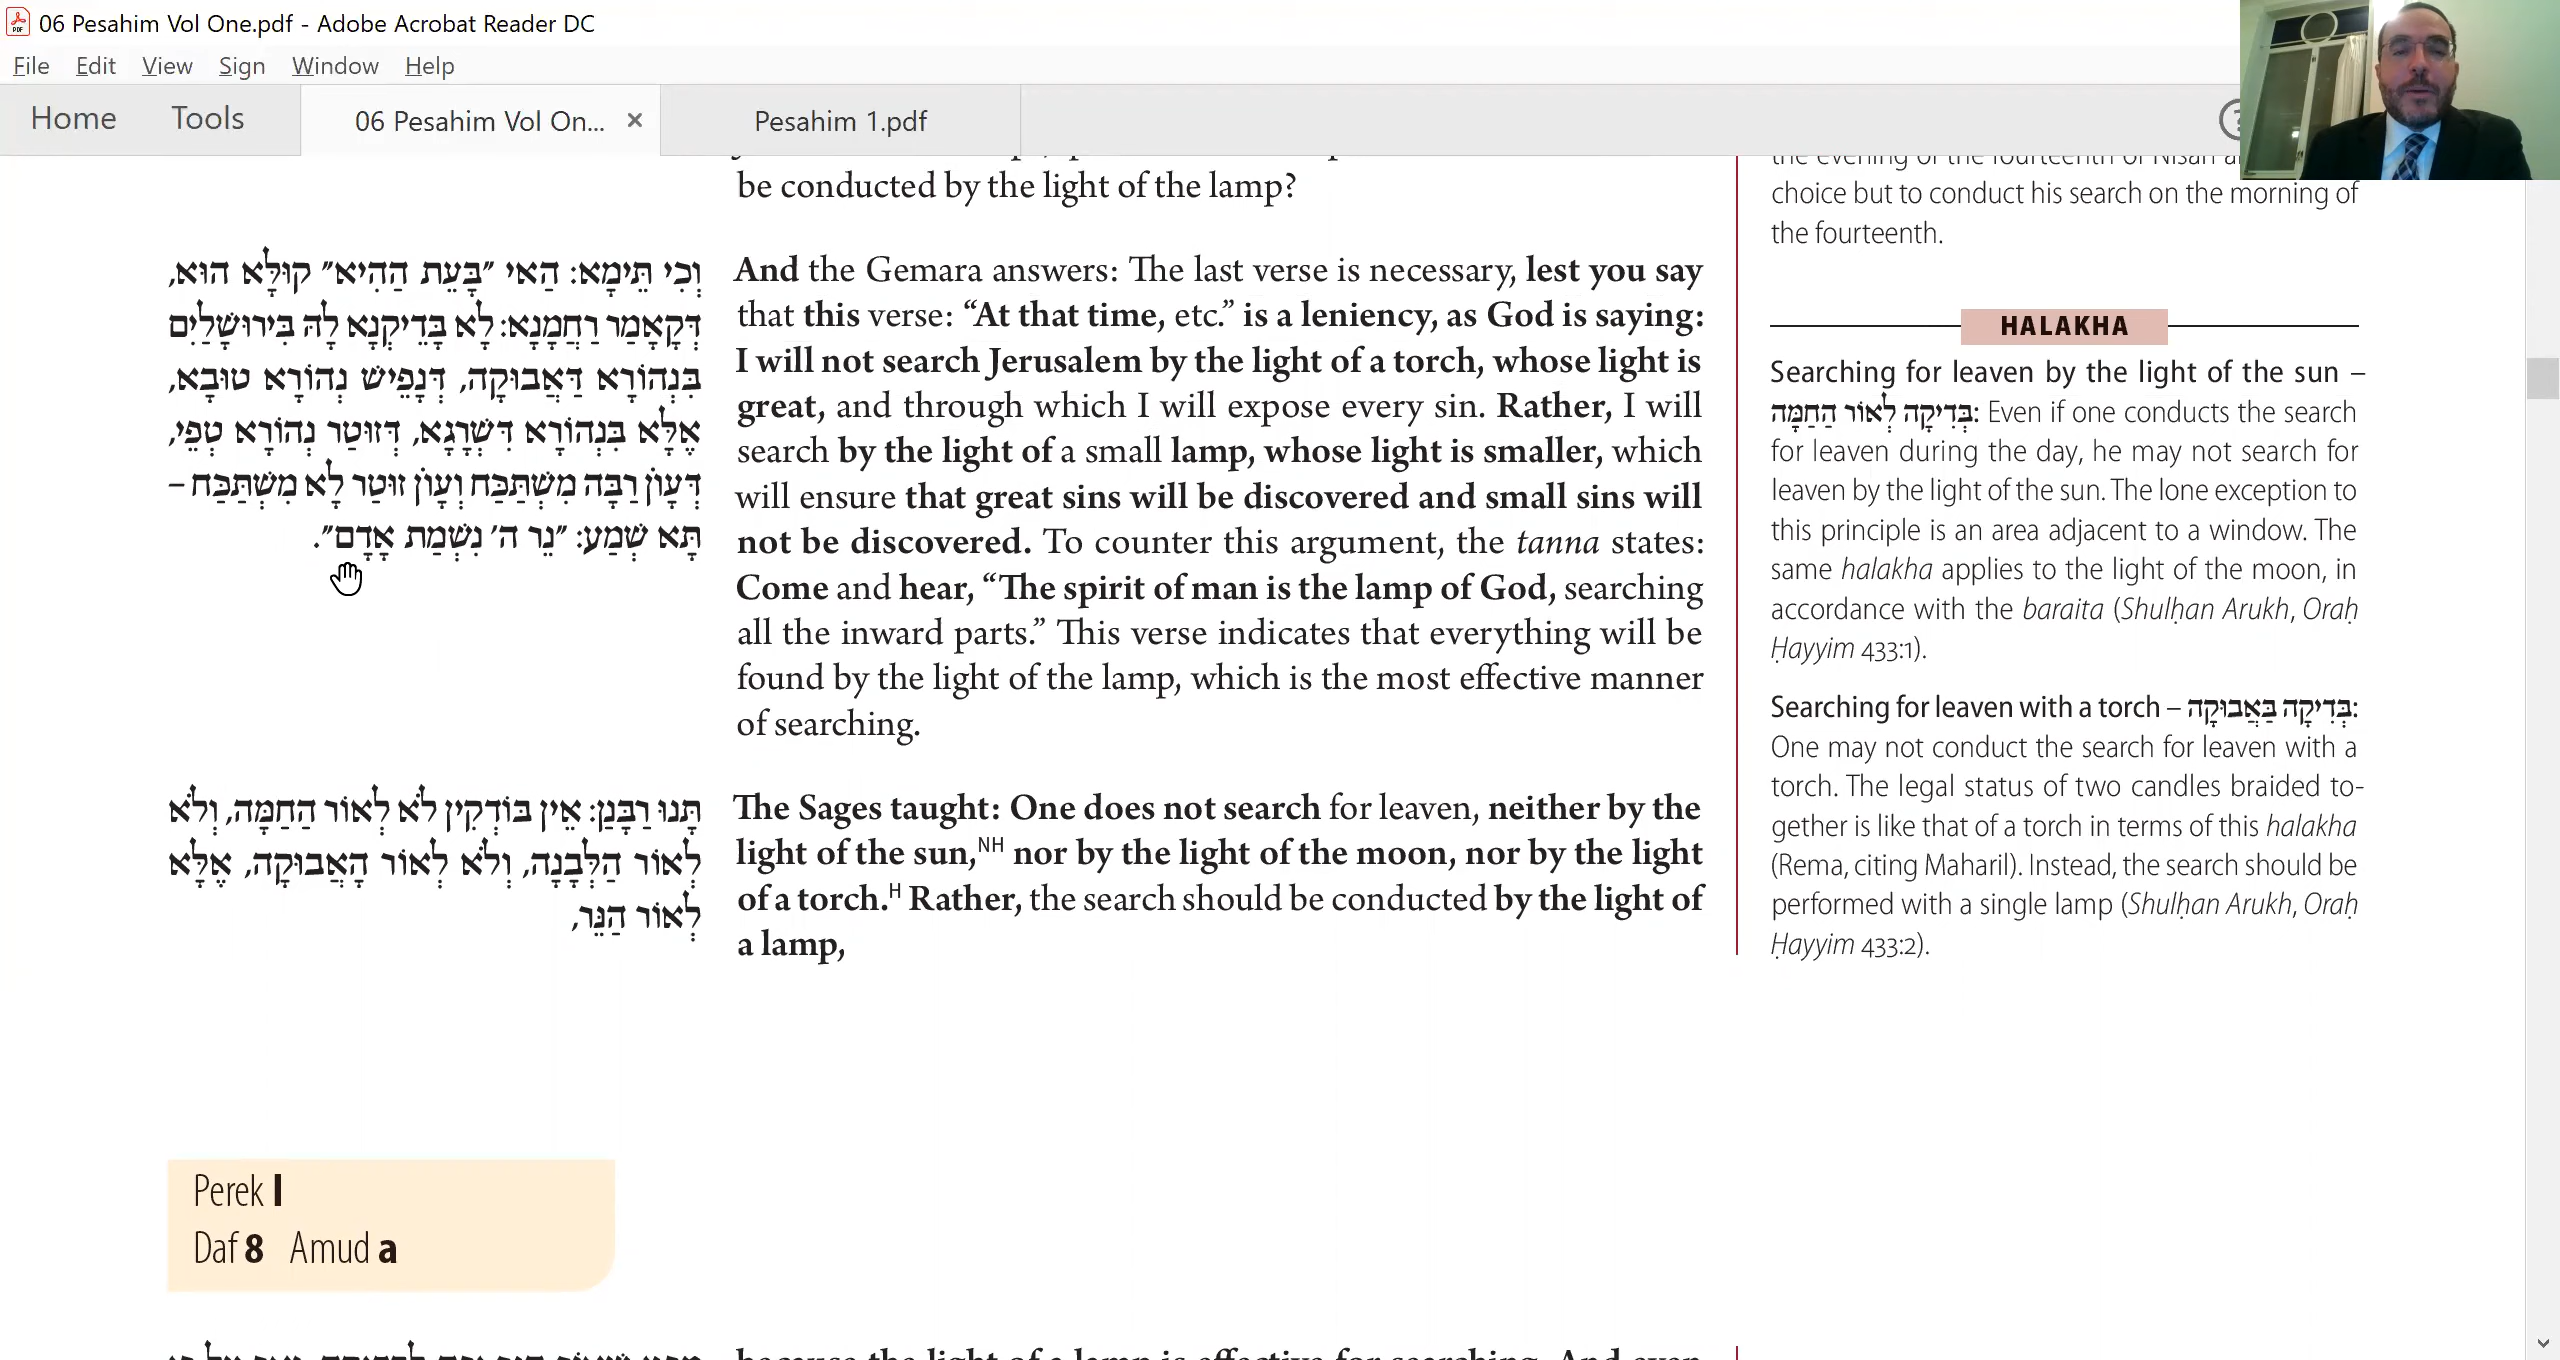 06 Pesahim Vol One.pdf - Adobe Acrobat Reader DC
File Edit View Sign Window Help
Home Tools 06 Pesahim Vol On... × Pesahim 1.pdf
be conducted by the light of the lamp?
וְכִי תֵּימָא: הַאי ״בָּעֵת הַהִיא״ קוּלָּא הוּא,
דְּקָאָמַר רַחֲמָנָא: לָא בָּדֵיקְנָא לָהּ בִּירוּשָׁלַיִם
בִּנְהוֹרָא דַּאֲבוּקָה, דְּנָפֵישׁ נְהוֹרָא טוּבָא,
אֶלָּא בִּנְהוֹרָא דִּשְׁרָגָא, דְּזוּטַר נְהוֹרָא טְפֵי,
דְּעָוֹן רַבָּה מִשְׁתַּכַּח וְעָוֹן זוּטַר לָא מִשְׁתַּכַּח –
תָּא שְׁמַע: ״נֵר ה׳ נִשְׁמַת אָדָם״.
And the Gemara answers: The last verse is necessary, lest you say
that this verse: “At that time, etc.” is a leniency, as God is saying:
I will not search Jerusalem by the light of a torch, whose light is
great, and through which I will expose every sin. Rather, I will
search by the light of a small lamp, whose light is smaller, which
will ensure that great sins will be discovered and small sins will
not be discovered. To counter this argument, the tanna states:
Come and hear, “The spirit of man is the lamp of God, searching
all the inward parts.” This verse indicates that everything will be
found by the light of the lamp, which is the most effective manner
of searching.
תָּנוּ רַבָּנַן: אֵין בּוֹדְקִין לֹא לְאוֹר הַחַמָּה, וְלֹא
לְאוֹר הַלְּבָנָה, וְלֹא לְאוֹר הָאֲבוּקָה, אֶלָּא
לְאוֹר הַנֵּר,
The Sages taught: One does not search for leaven, neither by the
light of the sun,NH nor by the light of the moon, nor by the light
of a torch.H Rather, the search should be conducted by the light of
a lamp,
the evening of the fourteenth of Nisan
choice but to conduct his search on the morning of
the fourteenth.
HALAKHA
Searching for leaven by the light of the sun –
בְּדִיקָה לְאוֹר הַחַמָּה: Even if one conducts the search
for leaven during the day, he may not search for
leaven by the light of the sun. The lone exception to
this principle is an area adjacent to a window. The
same halakha applies to the light of the moon, in
accordance with the baraita (Shulḥan Arukh, Oraḥ
Ḥayyim 433:1).
Searching for leaven with a torch – בְּדִיקָה בַּאֲבוּקָה:
One may not conduct the search for leaven with a
torch. The legal status of two candles braided to-
gether is like that of a torch in terms of this halakha
(Rema, citing Maharil). Instead, the search should be
performed with a single lamp (Shulḥan Arukh, Oraḥ
Ḥayyim 433:2).
Perek I
Daf 8 Amud a
because the light of a lamp is effective for searching. And even